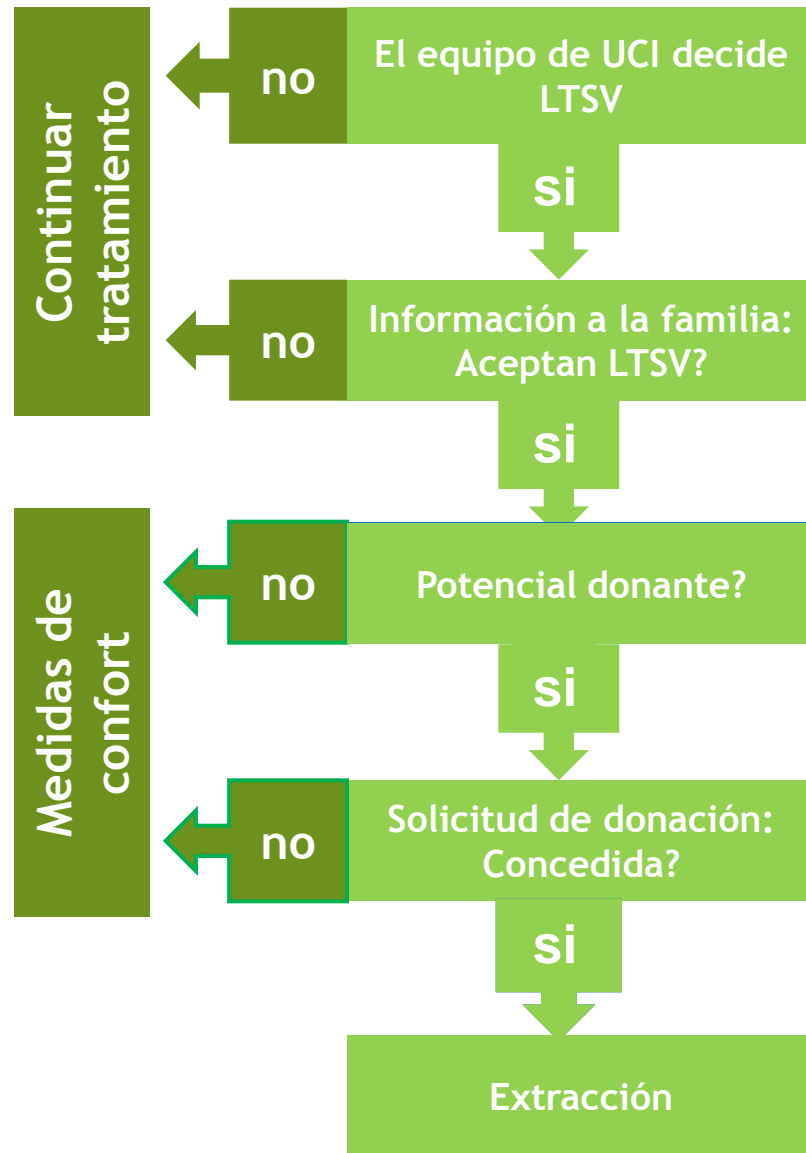 Continuar
tratamiento
no
El equipo de UCI decide
LTSV
si
no
Información a la familia:
Aceptan LTSV?
si
Medidas de
confort
no
Potencial donante?
si
no
Solicitud de donación:
Concedida?
si
Extracción